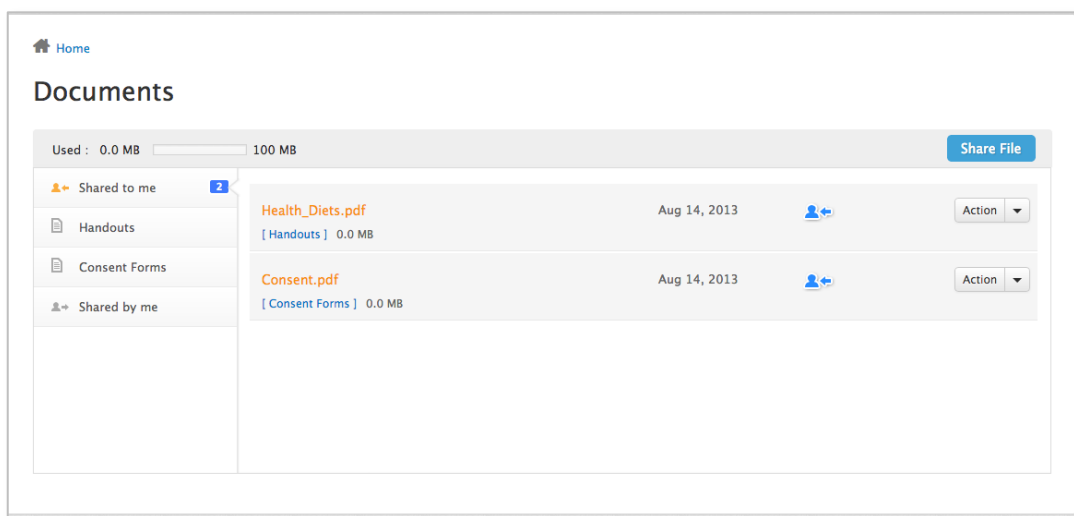 Home
Documents
Used : 0.0 MB 100 MB Share File
Shared to me 2
Handouts
Consent Forms
Shared by me
Health_Diets.pdf Aug 14, 2013 Action
[ Handouts ] 0.0 MB
Consent.pdf Aug 14, 2013 Action
[ Consent Forms ] 0.0 MB